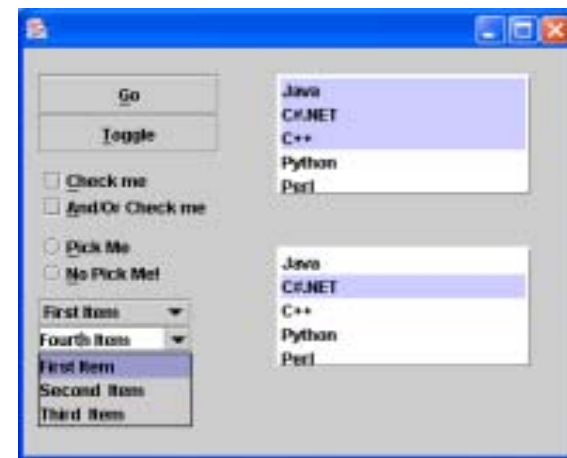 Go
Toggle
Check me
And/Or Check me
Pick Me
No Pick Me!
First Item
Fourth Item
First Item
Second Item
Third Item
Java
C#.NET
C++
Python
Perl
Java
C#.NET
C++
Python
Perl